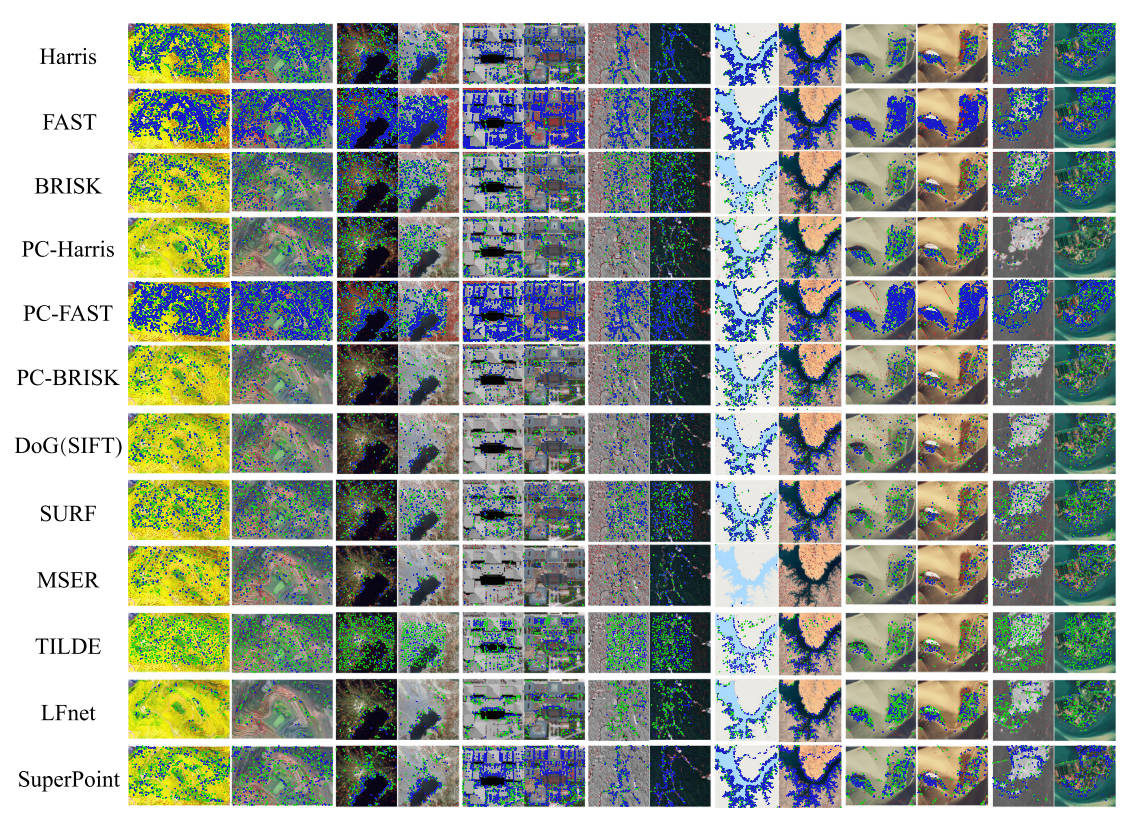 Harris
FAST
BRISK
PC-Harris
PC-FAST
PC-BRISK
DoG(SIFT)
SURF
MSER
TILDE
LFnet
SuperPoint